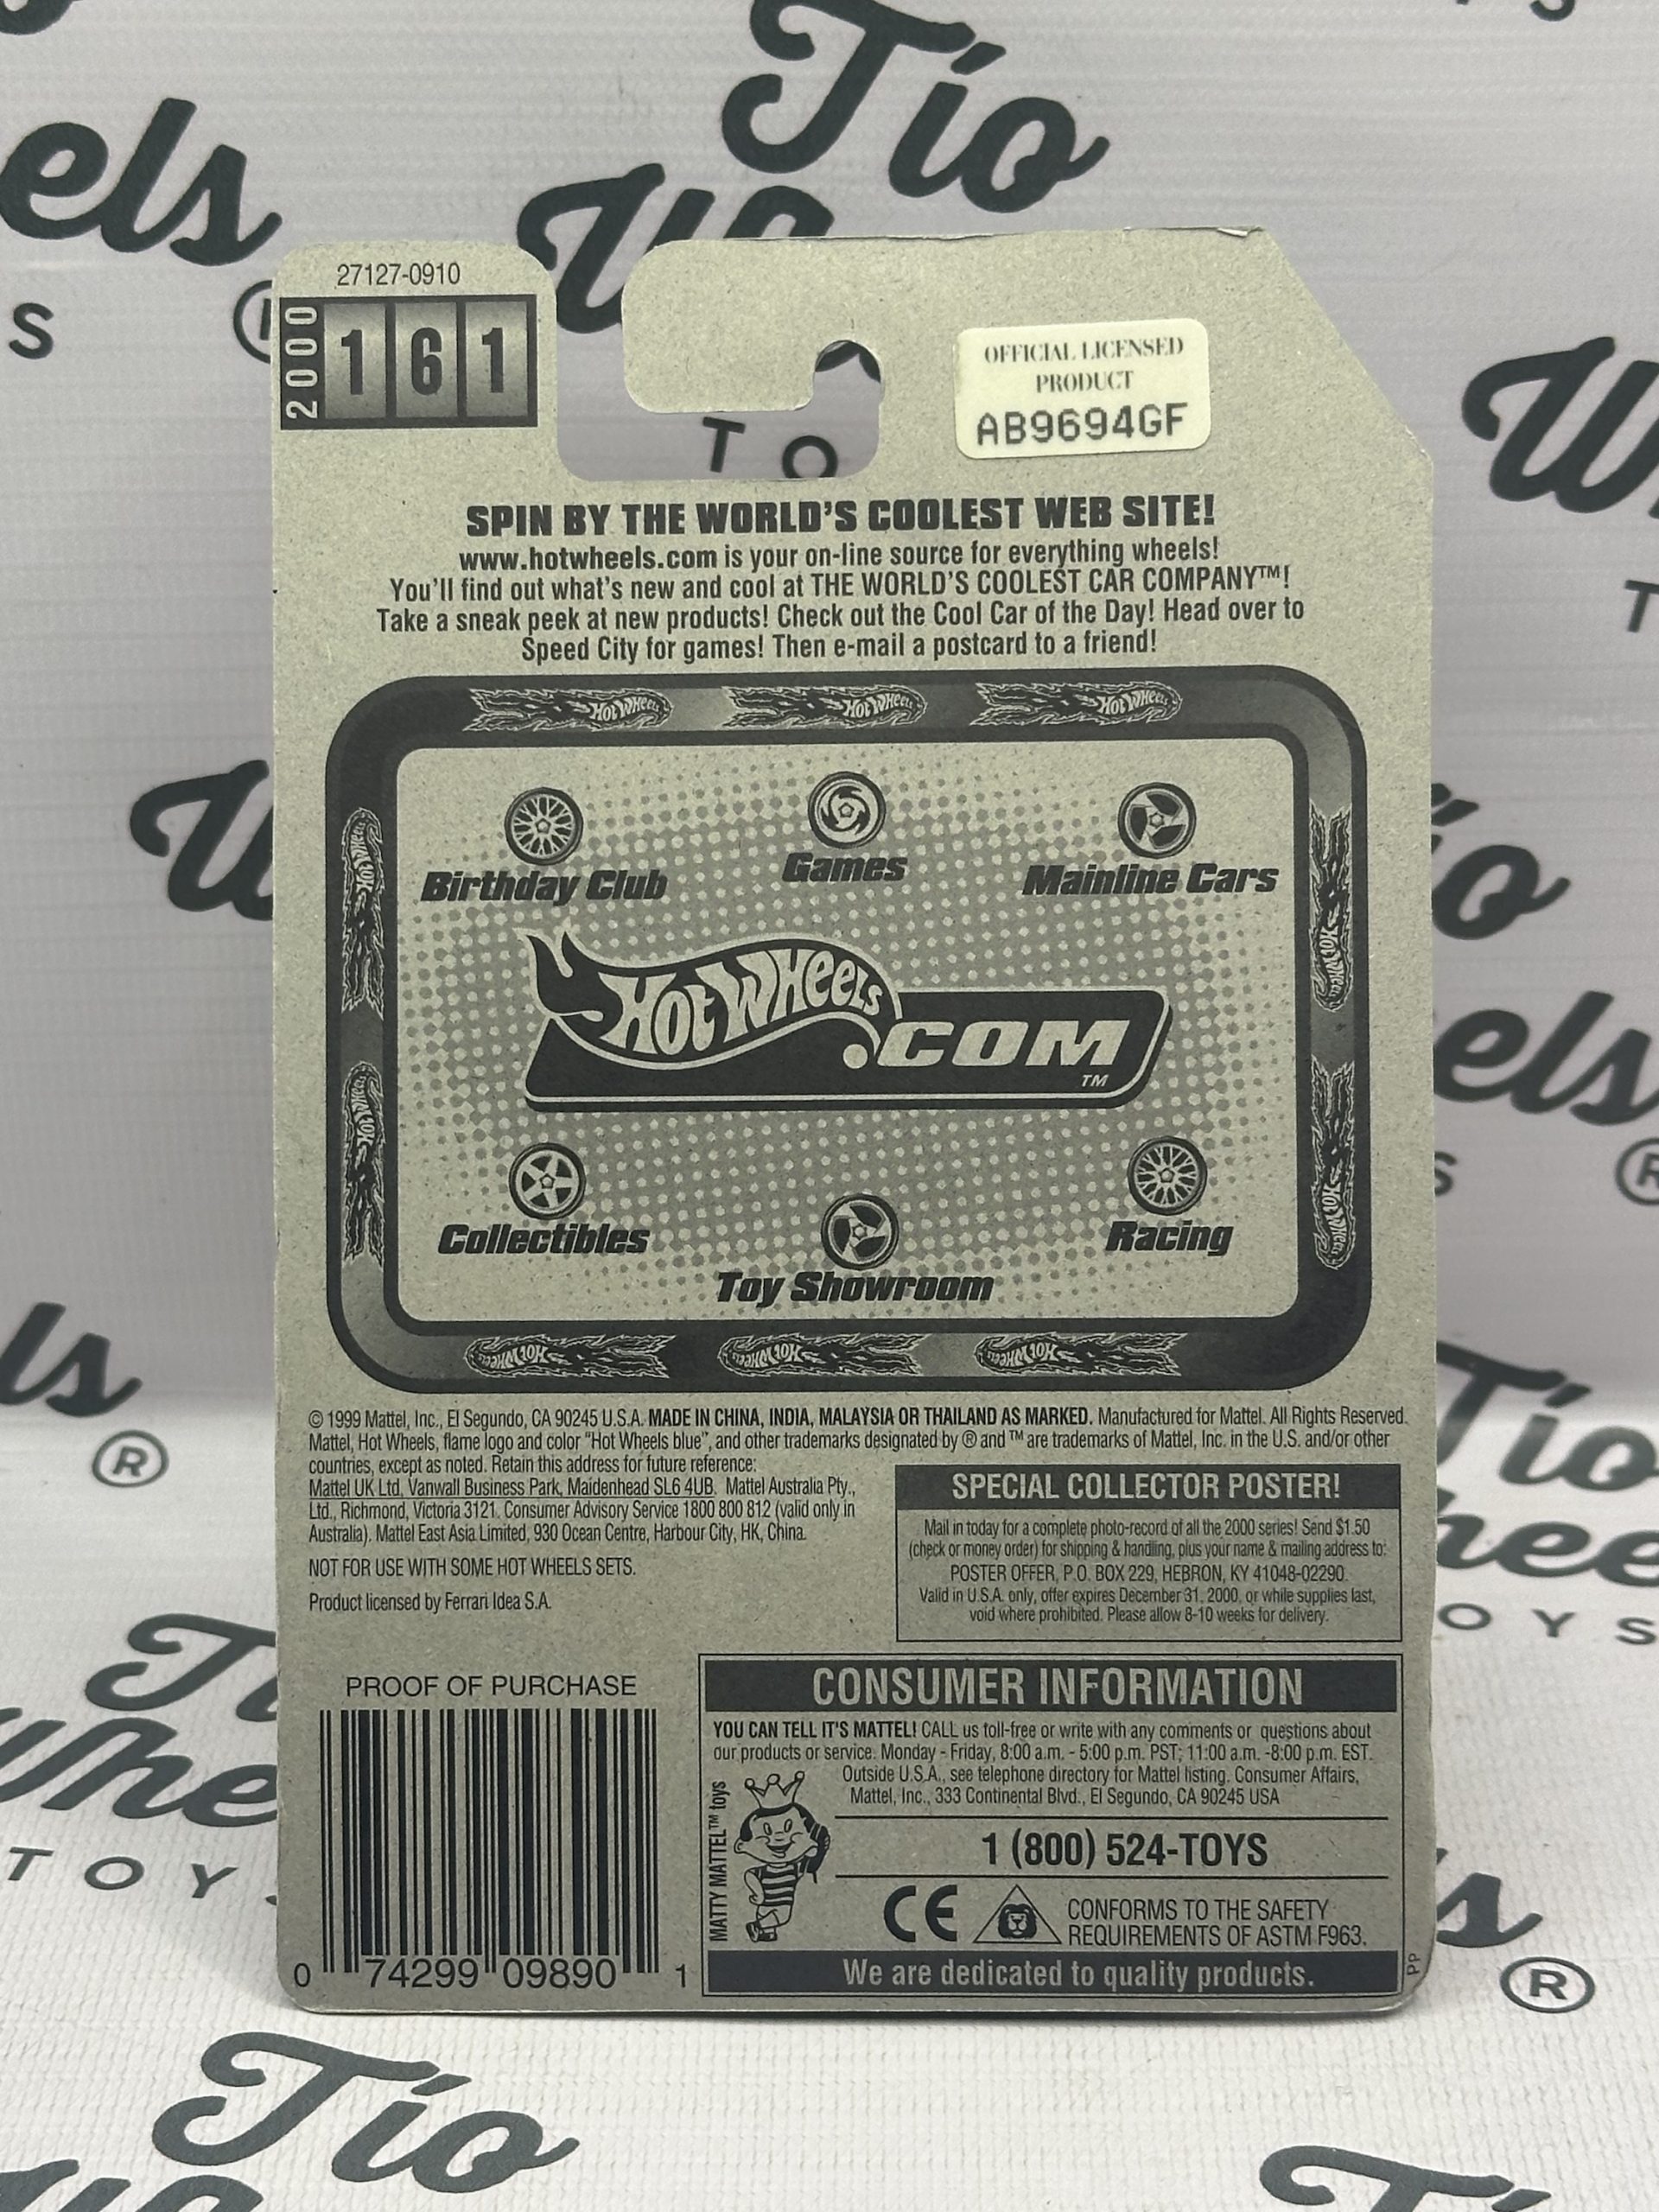 Tío
Wheels
TOYS
27127-0910
2000
161
OFFICIAL LICENSED
PRODUCT
AB9694GF
SPIN BY THE WORLD'S COOLEST WEB SITE!
www.hotwheels.com is your on-line source for everything wheels!
You'll find out what's new and cool at THE WORLD'S COOLEST CAR COMPANY™!
Take a sneak peek at new products! Check out the Cool Car of the Day! Head over to
Speed City for games! Then e-mail a postcard to a friend!
Hot Wheels Hot Wheels Hot Wheels
Birthday Club
Games
Mainline Cars
Hot Wheels.COM
TM
Collectibles
Toy Showroom
Racing
Hot Wheels Hot Wheels Hot Wheels
© 1999 Mattel, Inc., El Segundo, CA 90245 U.S.A. MADE IN CHINA, INDIA, MALAYSIA OR THAILAND AS MARKED. Manufactured for Mattel. All Rights Reserved.
Mattel, Hot Wheels, flame logo and color "Hot Wheels blue", and other trademarks designated by ® and ™ are trademarks of Mattel, Inc. in the U.S. and/or other
countries, except as noted. Retain this address for future reference:
Mattel UK Ltd, Vanwall Business Park, Maidenhead SL6 4UB. Mattel Australia Pty.,
Ltd., Richmond, Victoria 3121. Consumer Advisory Service 1800 800 812 (valid only in
Australia). Mattel East Asia Limited, 930 Ocean Centre, Harbour City, HK, China.
NOT FOR USE WITH SOME HOT WHEELS SETS.
Product licensed by Ferrari Idea S.A.
SPECIAL COLLECTOR POSTER!
Mail in today for a complete photo-record of all the 2000 series! Send $1.50
(check or money order) for shipping & handling, plus your name & mailing address to:
POSTER OFFER, P.O. BOX 229, HEBRON, KY 41048-02290.
Valid in U.S.A. only, offer expires December 31, 2000, or while supplies last,
void where prohibited. Please allow 8-10 weeks for delivery.
PROOF OF PURCHASE
0 74299 09890 1
CONSUMER INFORMATION
YOU CAN TELL IT'S MATTEL! CALL us toll-free or write with any comments or questions about
our products or service. Monday - Friday, 8:00 a.m. - 5:00 p.m. PST; 11:00 a.m. -8:00 p.m. EST.
Outside U.S.A., see telephone directory for Mattel listing. Consumer Affairs,
Mattel, Inc., 333 Continental Blvd., El Segundo, CA 90245 USA
MATTY MATTEL™ toys
1 (800) 524-TOYS
CE
CONFORMS TO THE SAFETY
REQUIREMENTS OF ASTM F963.
We are dedicated to quality products.
PP